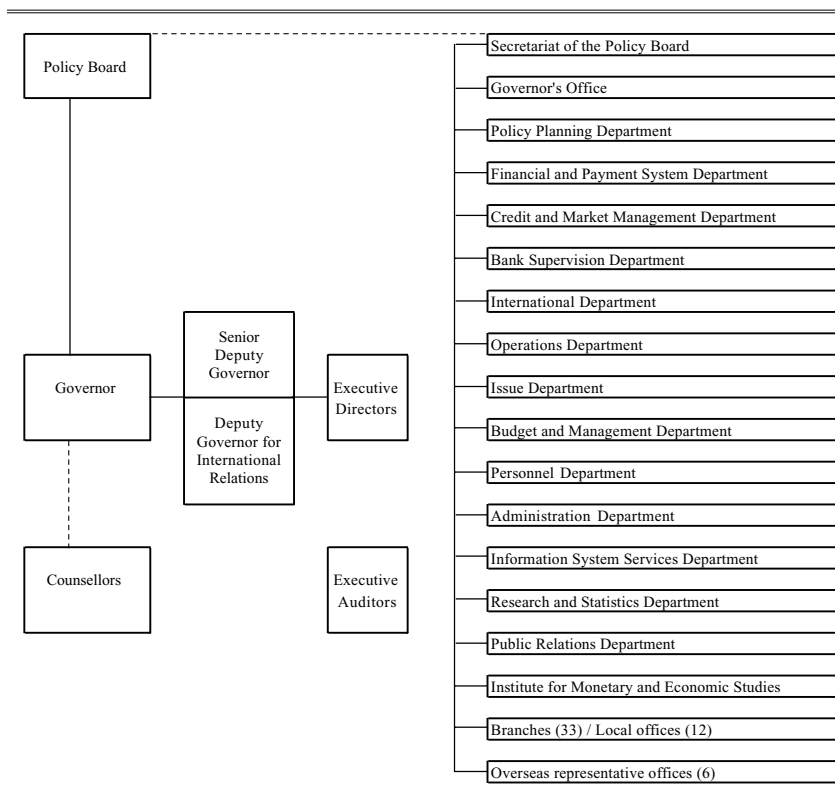 Policy Board
Governor
Counsellors
Senior
Deputy
Governor
Deputy
Governor for
International
Relations
Executive
Directors
Executive
Auditors
Secretariat of the Policy Board
Governor's Office
Policy Planning Department
Financial and Payment System Department
Credit and Market Management Department
Bank Supervision Department
International Department
Operations Department
Issue Department
Budget and Management Department
Personnel Department
Administration Department
Information System Services Department
Research and Statistics Department
Public Relations Department
Institute for Monetary and Economic Studies
Branches (33) / Local offices (12)
Overseas representative offices (6)